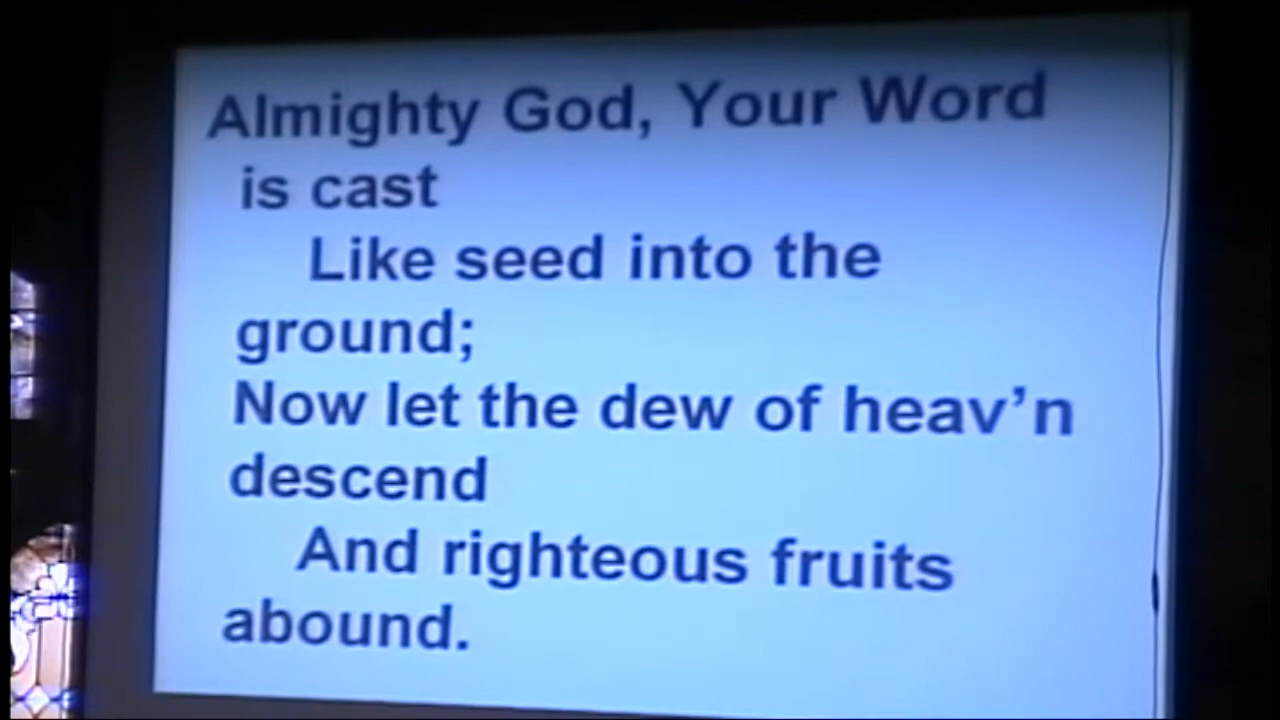 Almighty God, Your Word
is cast
Like seed into the
ground;
Now let the dew of heav’n
descend
And righteous fruits
abound.